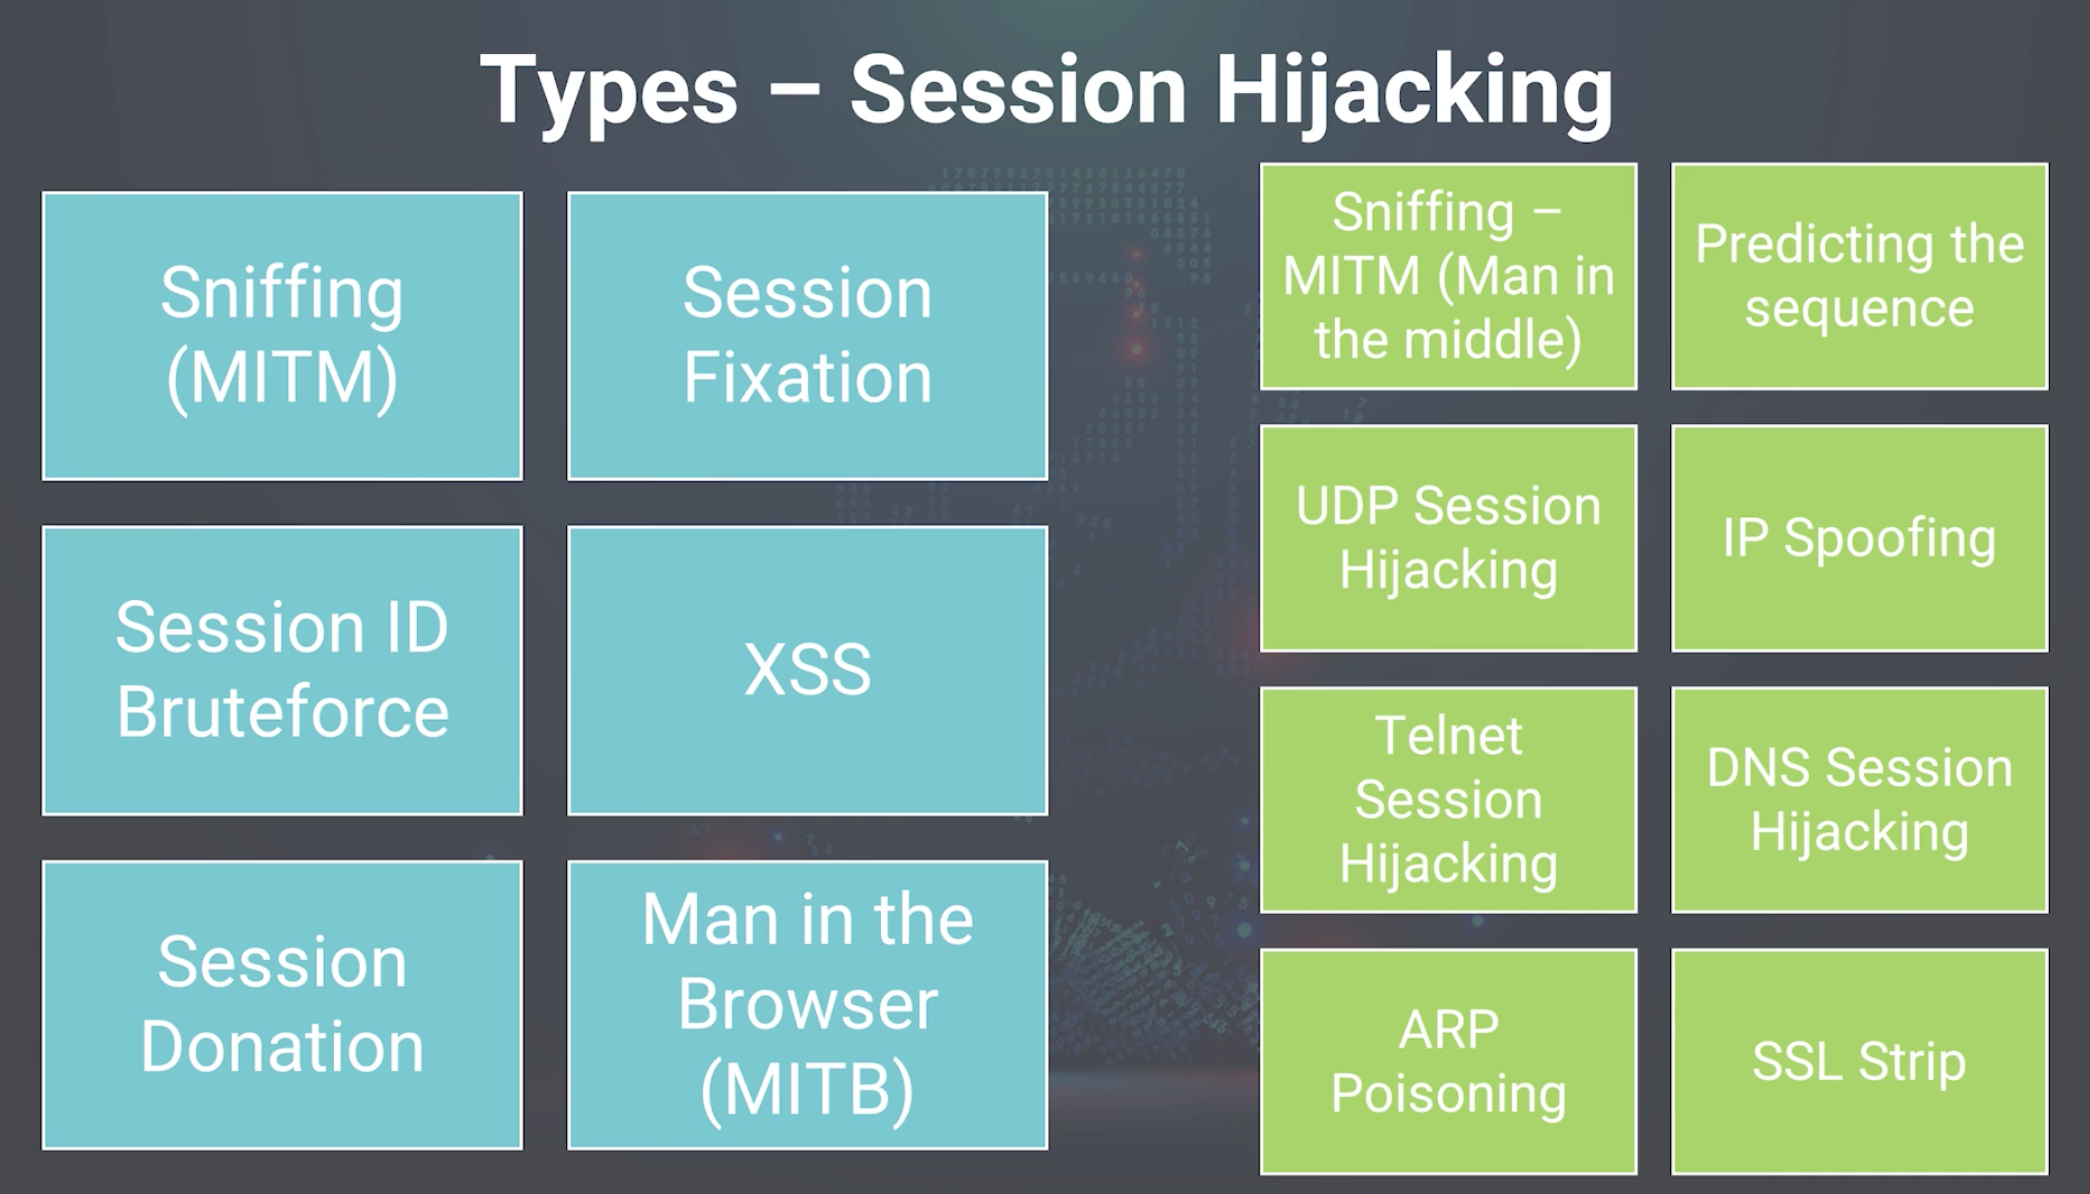 Types – Session Hijacking
Sniffing
(MITM)
Session
Fixation
Session ID
Bruteforce
XSS
Session
Donation
Man in the
Browser
(MITB)
Sniffing –
MITM (Man in
the middle)
Predicting the
sequence
UDP Session
Hijacking
IP Spoofing
Telnet
Session
Hijacking
DNS Session
Hijacking
ARP
Poisoning
SSL Strip